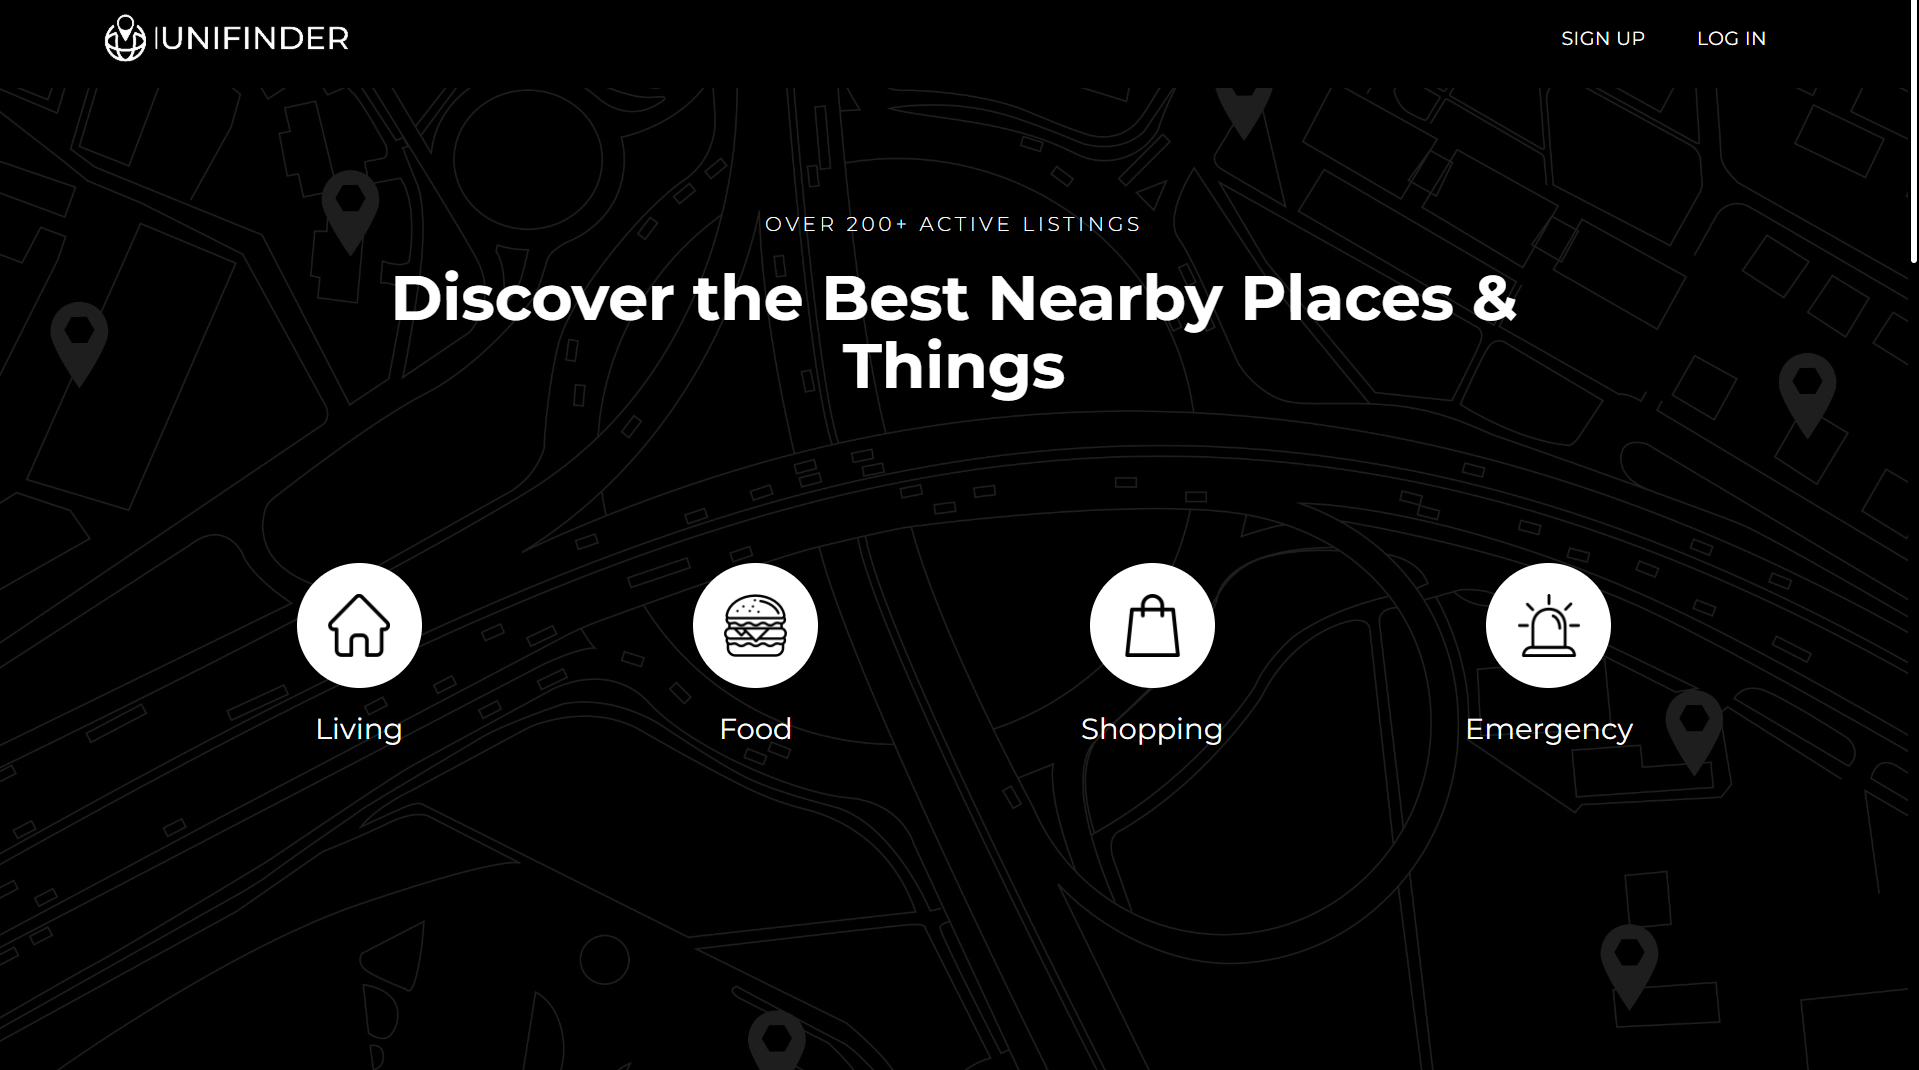 UNIFINDER
SIGN UP
LOG IN
OVER 200+ ACTIVE LISTINGS
Discover the Best Nearby Places &
Things
Living
Food
Shopping
Emergency